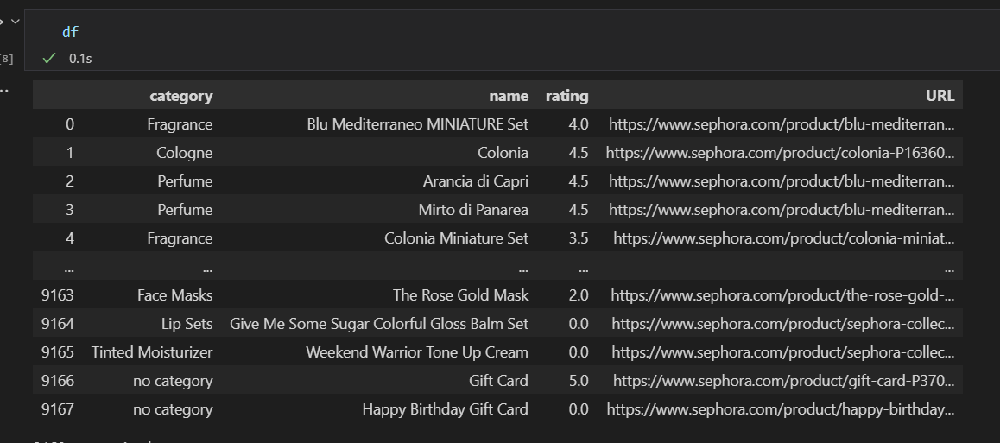 df
[8]
0.1s
category name rating URL
0 Fragrance Blu Mediterraneo MINIATURE Set 4.0 https://www.sephora.com/product/blu-mediterran...
1 Cologne Colonia 4.5 https://www.sephora.com/product/colonia-P16360...
2 Perfume Arancia di Capri 4.5 https://www.sephora.com/product/blu-mediterran...
3 Perfume Mirto di Panarea 4.5 https://www.sephora.com/product/blu-mediterran...
4 Fragrance Colonia Miniature Set 3.5 https://www.sephora.com/product/colonia-miniat...
... ... ... ... ...
9163 Face Masks The Rose Gold Mask 2.0 https://www.sephora.com/product/the-rose-gold-...
9164 Lip Sets Give Me Some Sugar Colorful Gloss Balm Set 0.0 https://www.sephora.com/product/sephora-collec...
9165 Tinted Moisturizer Weekend Warrior Tone Up Cream 0.0 https://www.sephora.com/product/sephora-collec...
9166 no category Gift Card 5.0 https://www.sephora.com/product/gift-card-P370...
9167 no category Happy Birthday Gift Card 0.0 https://www.sephora.com/product/happy-birthday...